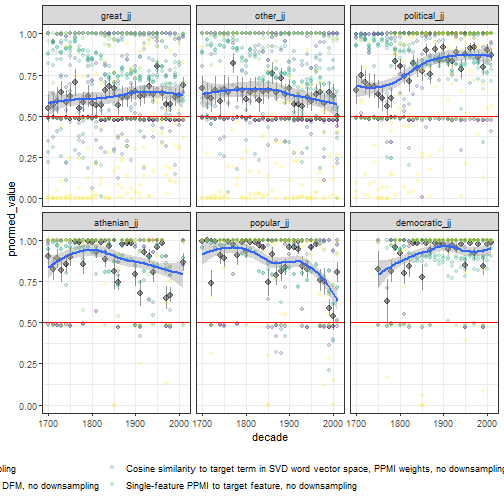 great_jj other_jj political_jj
1.00
0.75
0.50
0.25
0.00
athenian_jj popular_jj democratic_jj
1.00
0.75
0.50
0.25
0.00
pnormed_value
1700 1800 1900 2000 1700 1800 1900 2000 1700 1800 1900 2000
decade
pling Cosine similarity to target term in SVD word vector space, PPMI weights, no downsampling
DFM, no downsampling Single-feature PPMI to target feature, no downsampling